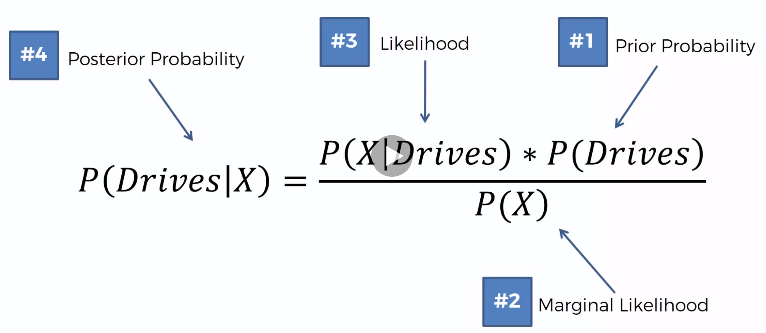 #4 Posterior Probability
#3 Likelihood
#1 Prior Probability
P(Drives|X) = P(X|Drives) * P(Drives)
P(X)
#2 Marginal Likelihood